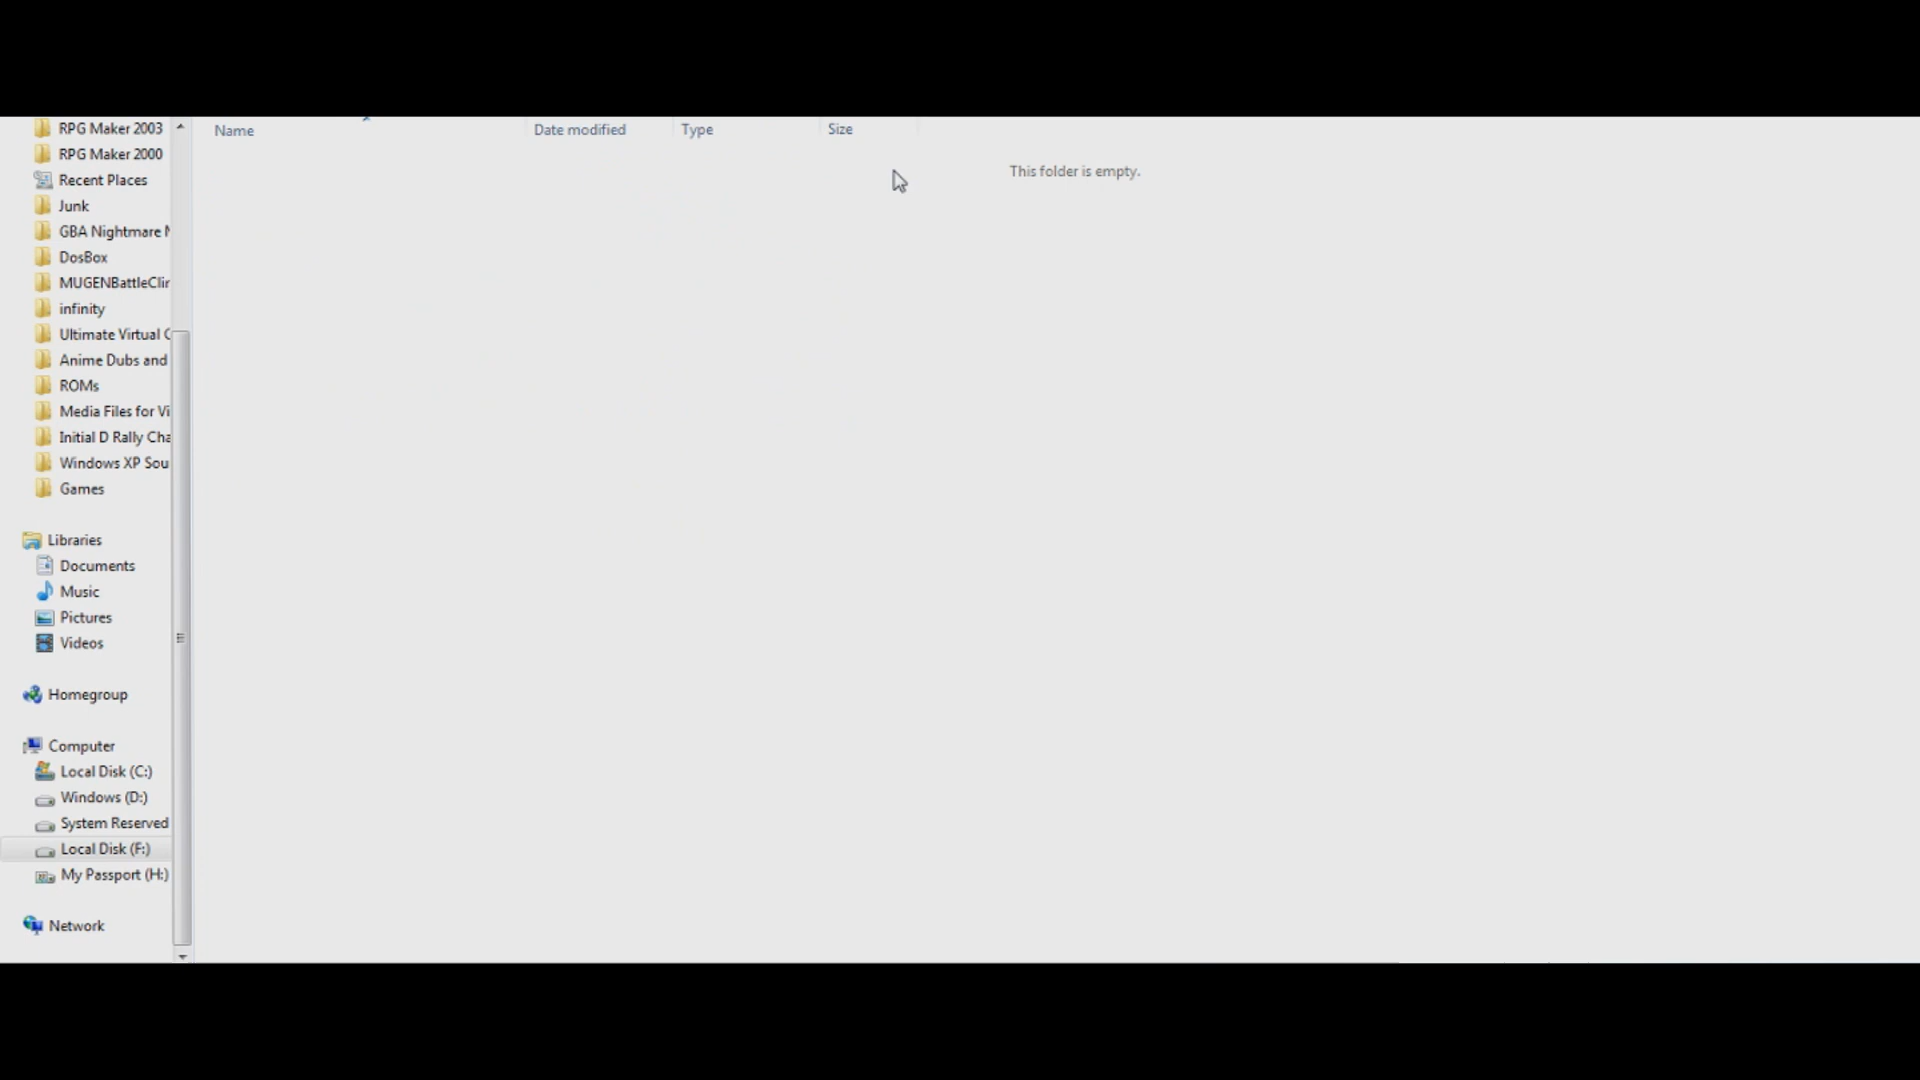 Name Date modified Type Size
This folder is empty.
RPG Maker 2003
RPG Maker 2000
Recent Places
Junk
GBA Nightmare
DosBox
MUGENBattleClir
infinity
Ultimate Virtual
Anime Dubs and
ROMs
Media Files for Vi
Initial D Rally Cha
Windows XP Sou
Games
Libraries
Documents
Music
Pictures
Videos
Homegroup
Computer
Local Disk (C:)
Windows (D:)
System Reserved
Local Disk (F:)
My Passport (H:)
Network